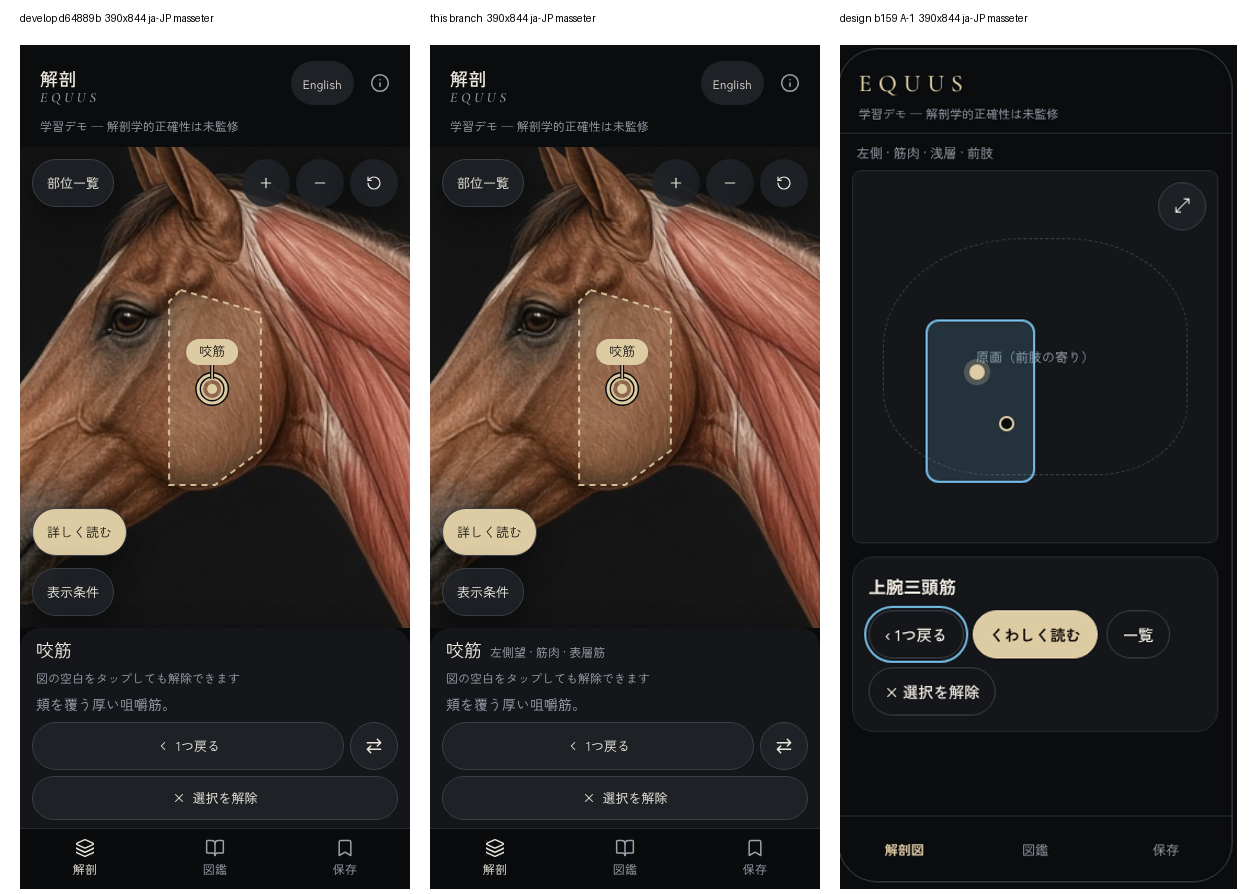 develop d64889b 390x844 ja-JP masseter
解剖
EQUUS
English
学習デモ — 解剖学的正確性は未監修
部位一覧
咬筋
詳しく読む
表示条件
咬筋
図の空白をタップしても解除できます
頬を覆う厚い咀嚼筋。
‹ 1つ戻る
× 選択を解除
解剖
図鑑
保存
this branch 390x844 ja-JP masseter
解剖
EQUUS
English
学習デモ — 解剖学的正確性は未監修
部位一覧
咬筋
詳しく読む
表示条件
咬筋 左側望 · 筋肉 · 表層筋
図の空白をタップしても解除できます
頬を覆う厚い咀嚼筋。
‹ 1つ戻る
× 選択を解除
解剖
図鑑
保存
design b159 A-1 390x844 ja-JP masseter
EQUUS
学習デモ — 解剖学的正確性は未監修
左側 · 筋肉 · 浅層 · 前肢
原画（前肢の寄り）
上腕三頭筋
‹ 1つ戻る
くわしく読む
一覧
× 選択を解除
解剖図
図鑑
保存